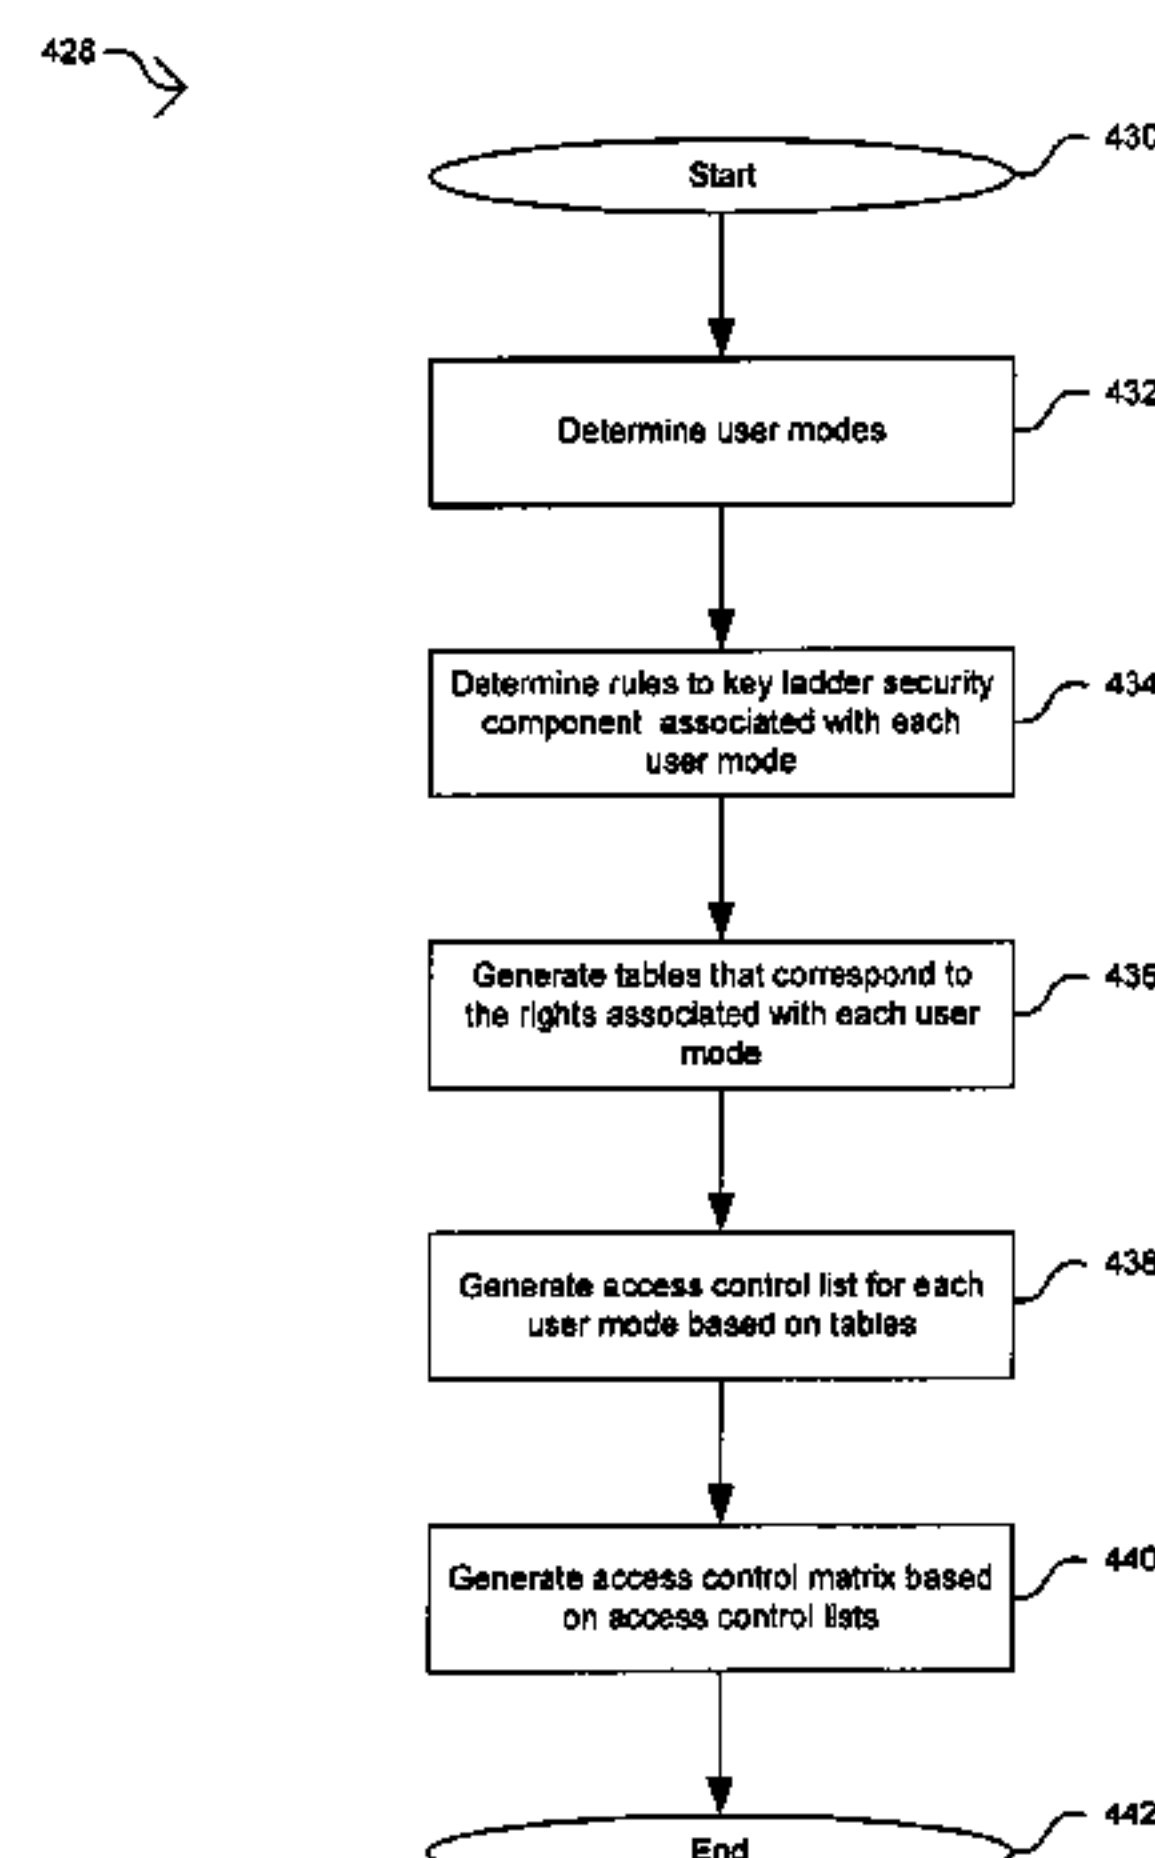 428
430
Start
432
Determine user modes
434
Determine rules to key ladder security
component associated with each
user mode
436
Generate tables that correspond to
the rights associated with each user
mode
438
Generate access control list for each
user mode based on tables
440
Generate access control matrix based
on access control lists
442
End